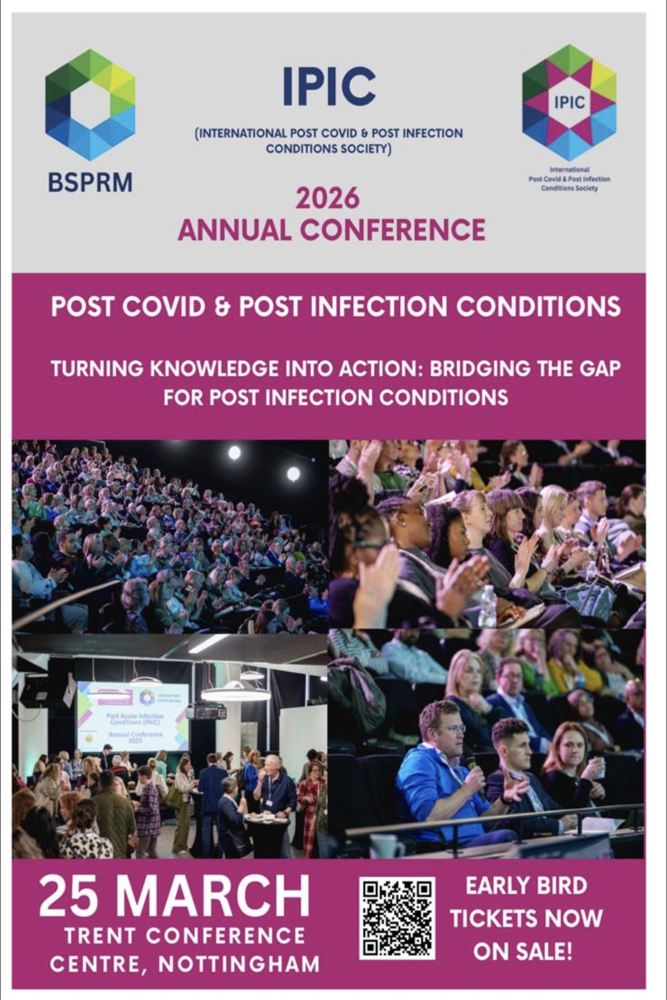 BSPRM
IPIC
(INTERNATIONAL POST COVID & POST INFECTION
CONDITIONS SOCIETY)
2026
ANNUAL CONFERENCE
IPIC
International
Post Covid & Post Infection
Conditions Society
POST COVID & POST INFECTION CONDITIONS
TURNING KNOWLEDGE INTO ACTION: BRIDGING THE GAP
FOR POST INFECTION CONDITIONS
Clinical Post
COVID Society
Post Acute Infection
Conditions (PAIC)
Annual Conference
2025
25 MARCH
TRENT CONFERENCE
CENTRE, NOTTINGHAM
EARLY BIRD
TICKETS NOW
ON SALE!